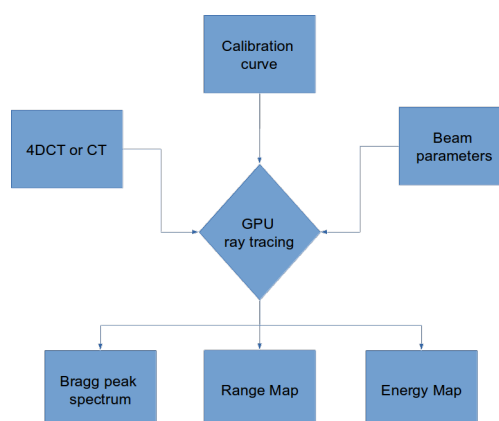 Calibration
curve
4DCT or CT
Beam
parameters
GPU
ray tracing
Bragg peak
spectrum
Range Map
Energy Map